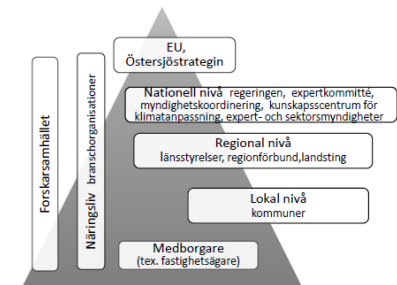 EU,
Östersjöstrategin
Nationell nivå regeringen, expertkommitté,
myndighetskoordinering, kunskapsscentrum för
klimatanpassning, expert- och sektorsmyndigheter
Regional nivå
länsstyrelser, regionförbund,landsting
Lokal nivå
kommuner
Medborgare
(tex. fastighetsägare)
Forskarsamhället
Näringsliv branschorganisationer